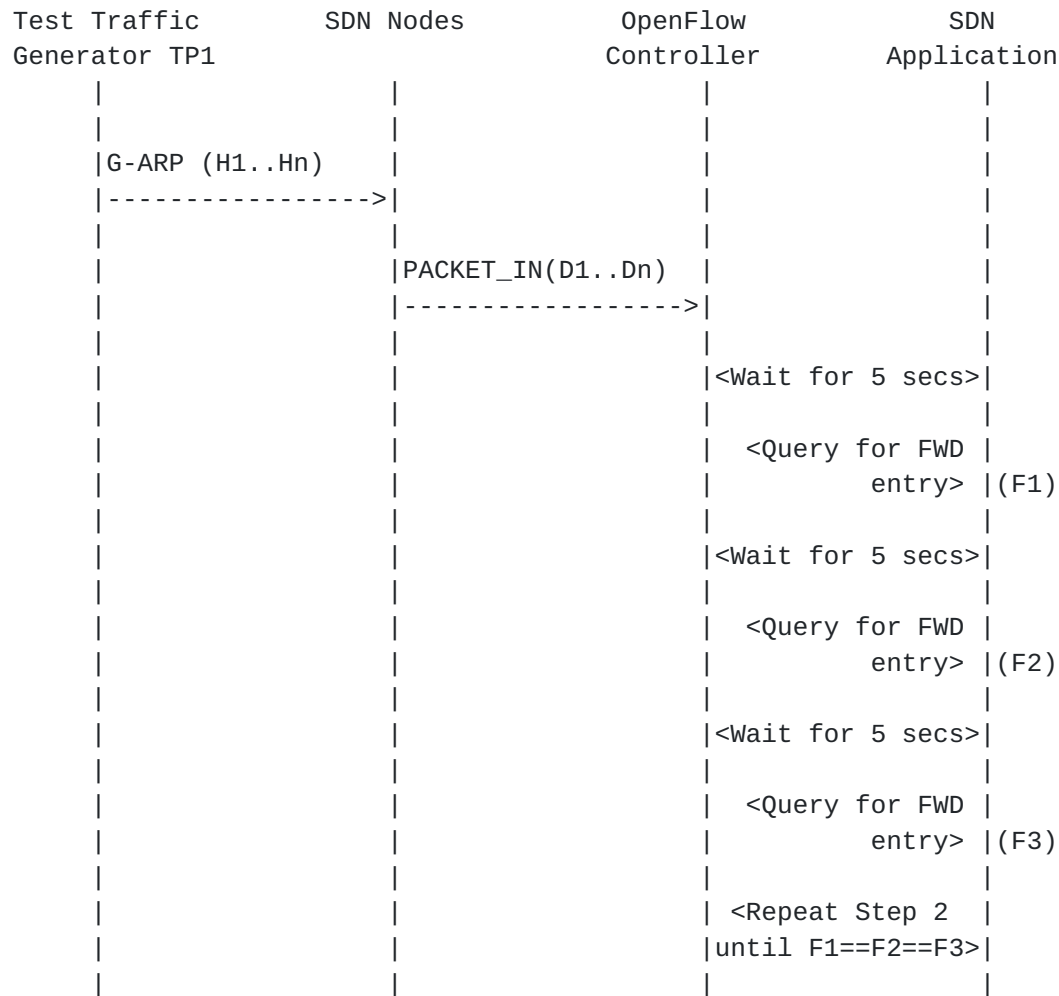 Test Traffic SDN Nodes OpenFlow SDN
Generator TP1 Controller Application
| | | |
| | | |
|G-ARP (H1..Hn) | | |
|----------------->| | |
| | | |
| |PACKET_IN(D1..Dn) | |
| |------------------>| |
| | | |
| | |<Wait for 5 secs>|
| | | |
| | | <Query for FWD |
| | | entry> |(F1)
| | | |
| | |<Wait for 5 secs>|
| | | |
| | | <Query for FWD |
| | | entry> |(F2)
| | | |
| | |<Wait for 5 secs>|
| | | |
| | | <Query for FWD |
| | | entry> |(F3)
| | | |
| | | <Repeat Step 2 |
| | |until F1==F2==F3>|
| | | |